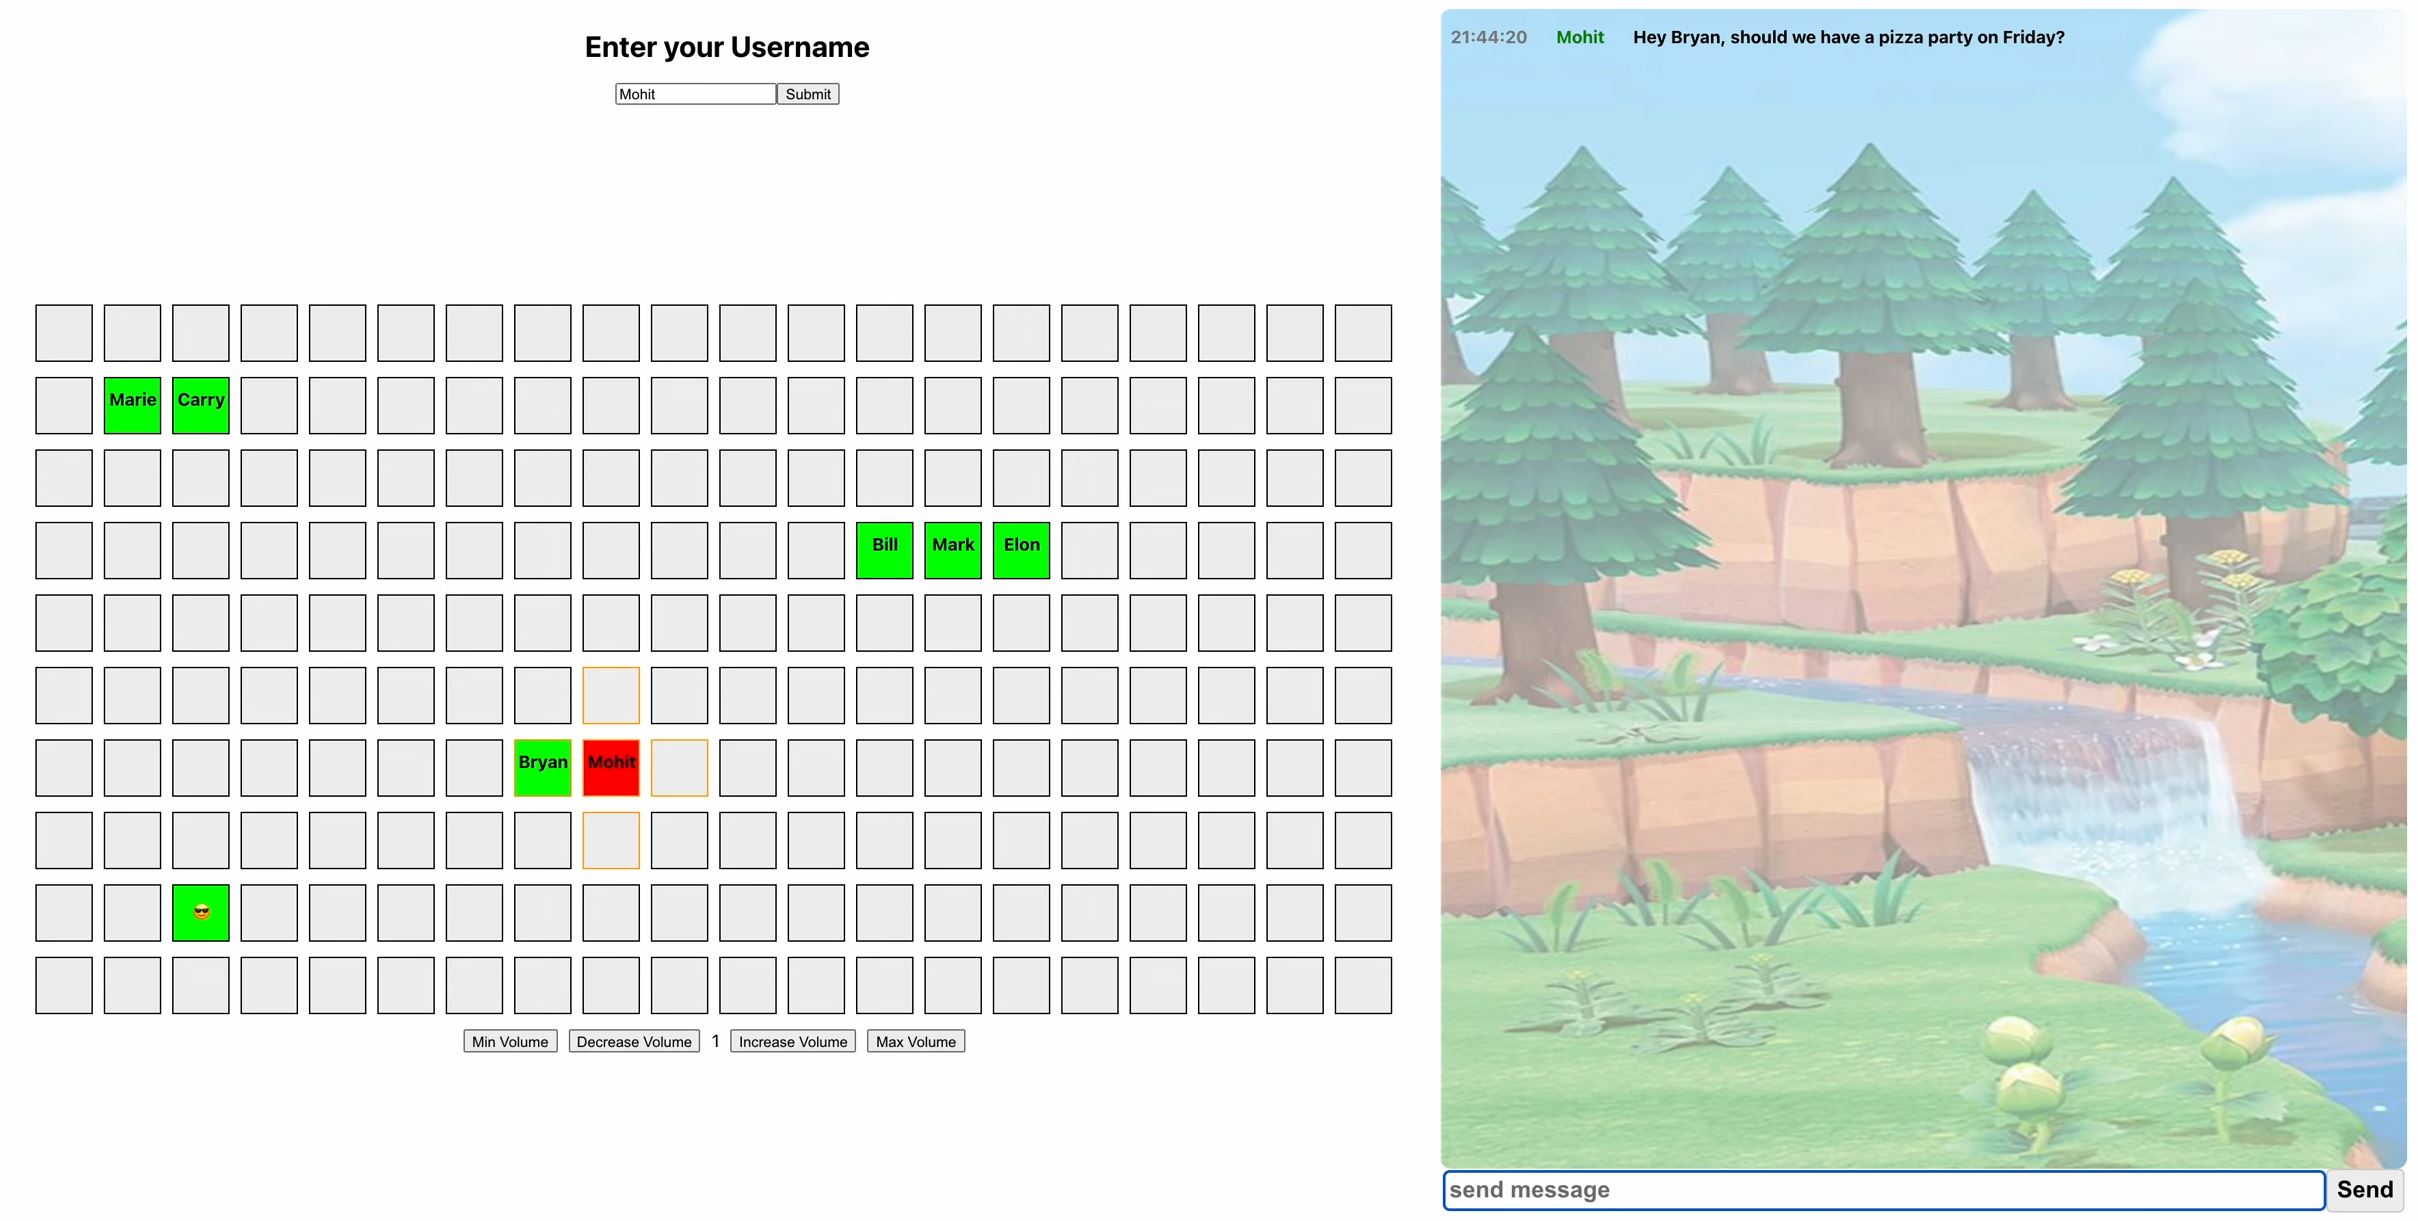 Enter your Username
Mohit Submit
Marie Carry
Bill Mark Elon
Bryan Mohit
😎
Min Volume Decrease Volume 1 Increase Volume Max Volume
21:44:20 Mohit Hey Bryan, should we have a pizza party on Friday?
send message Send